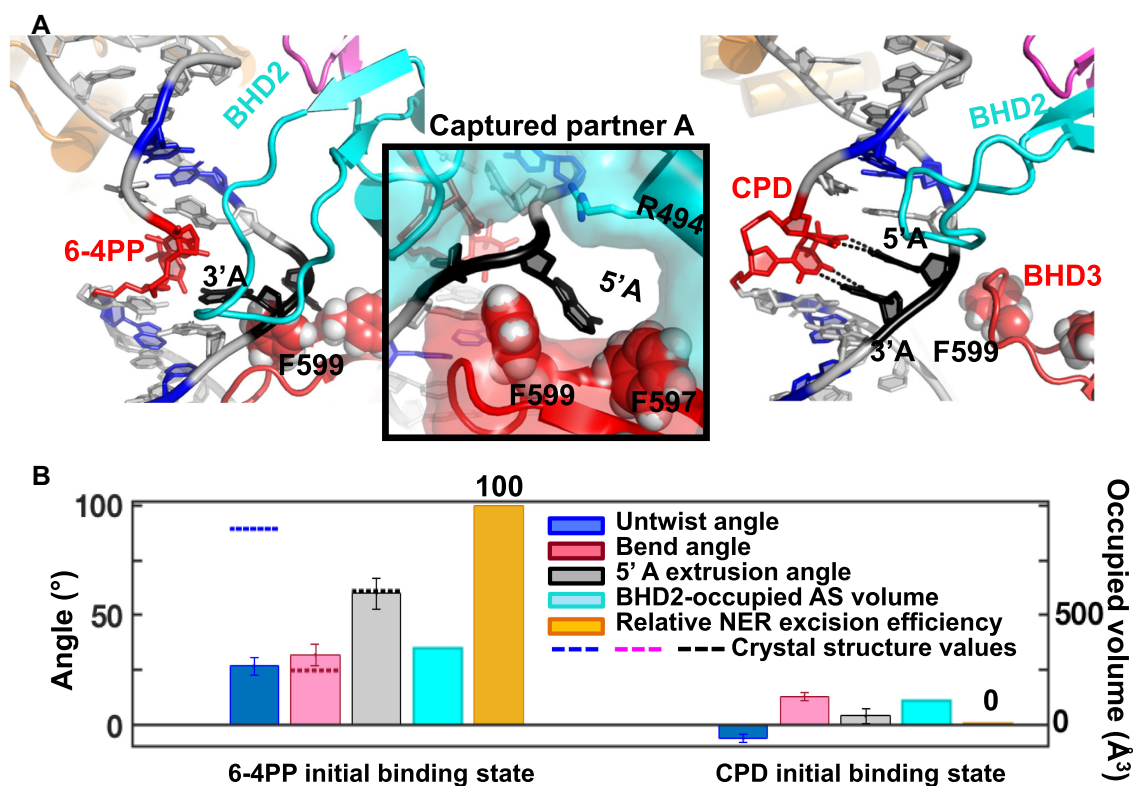 A
BHD2
6-4PP
3'A
F599
Captured partner A
R494
5'A
F599
F597
BHD2
CPD
5'A
BHD3
3'A
F599
B
Angle (°)
100
50
0
100
0
Untwist angle
Bend angle
5' A extrusion angle
BHD2-occupied AS volume
Relative NER excision efficiency
Crystal structure values
500
0
Occupied volume (Å3)
6-4PP initial binding state
CPD initial binding state